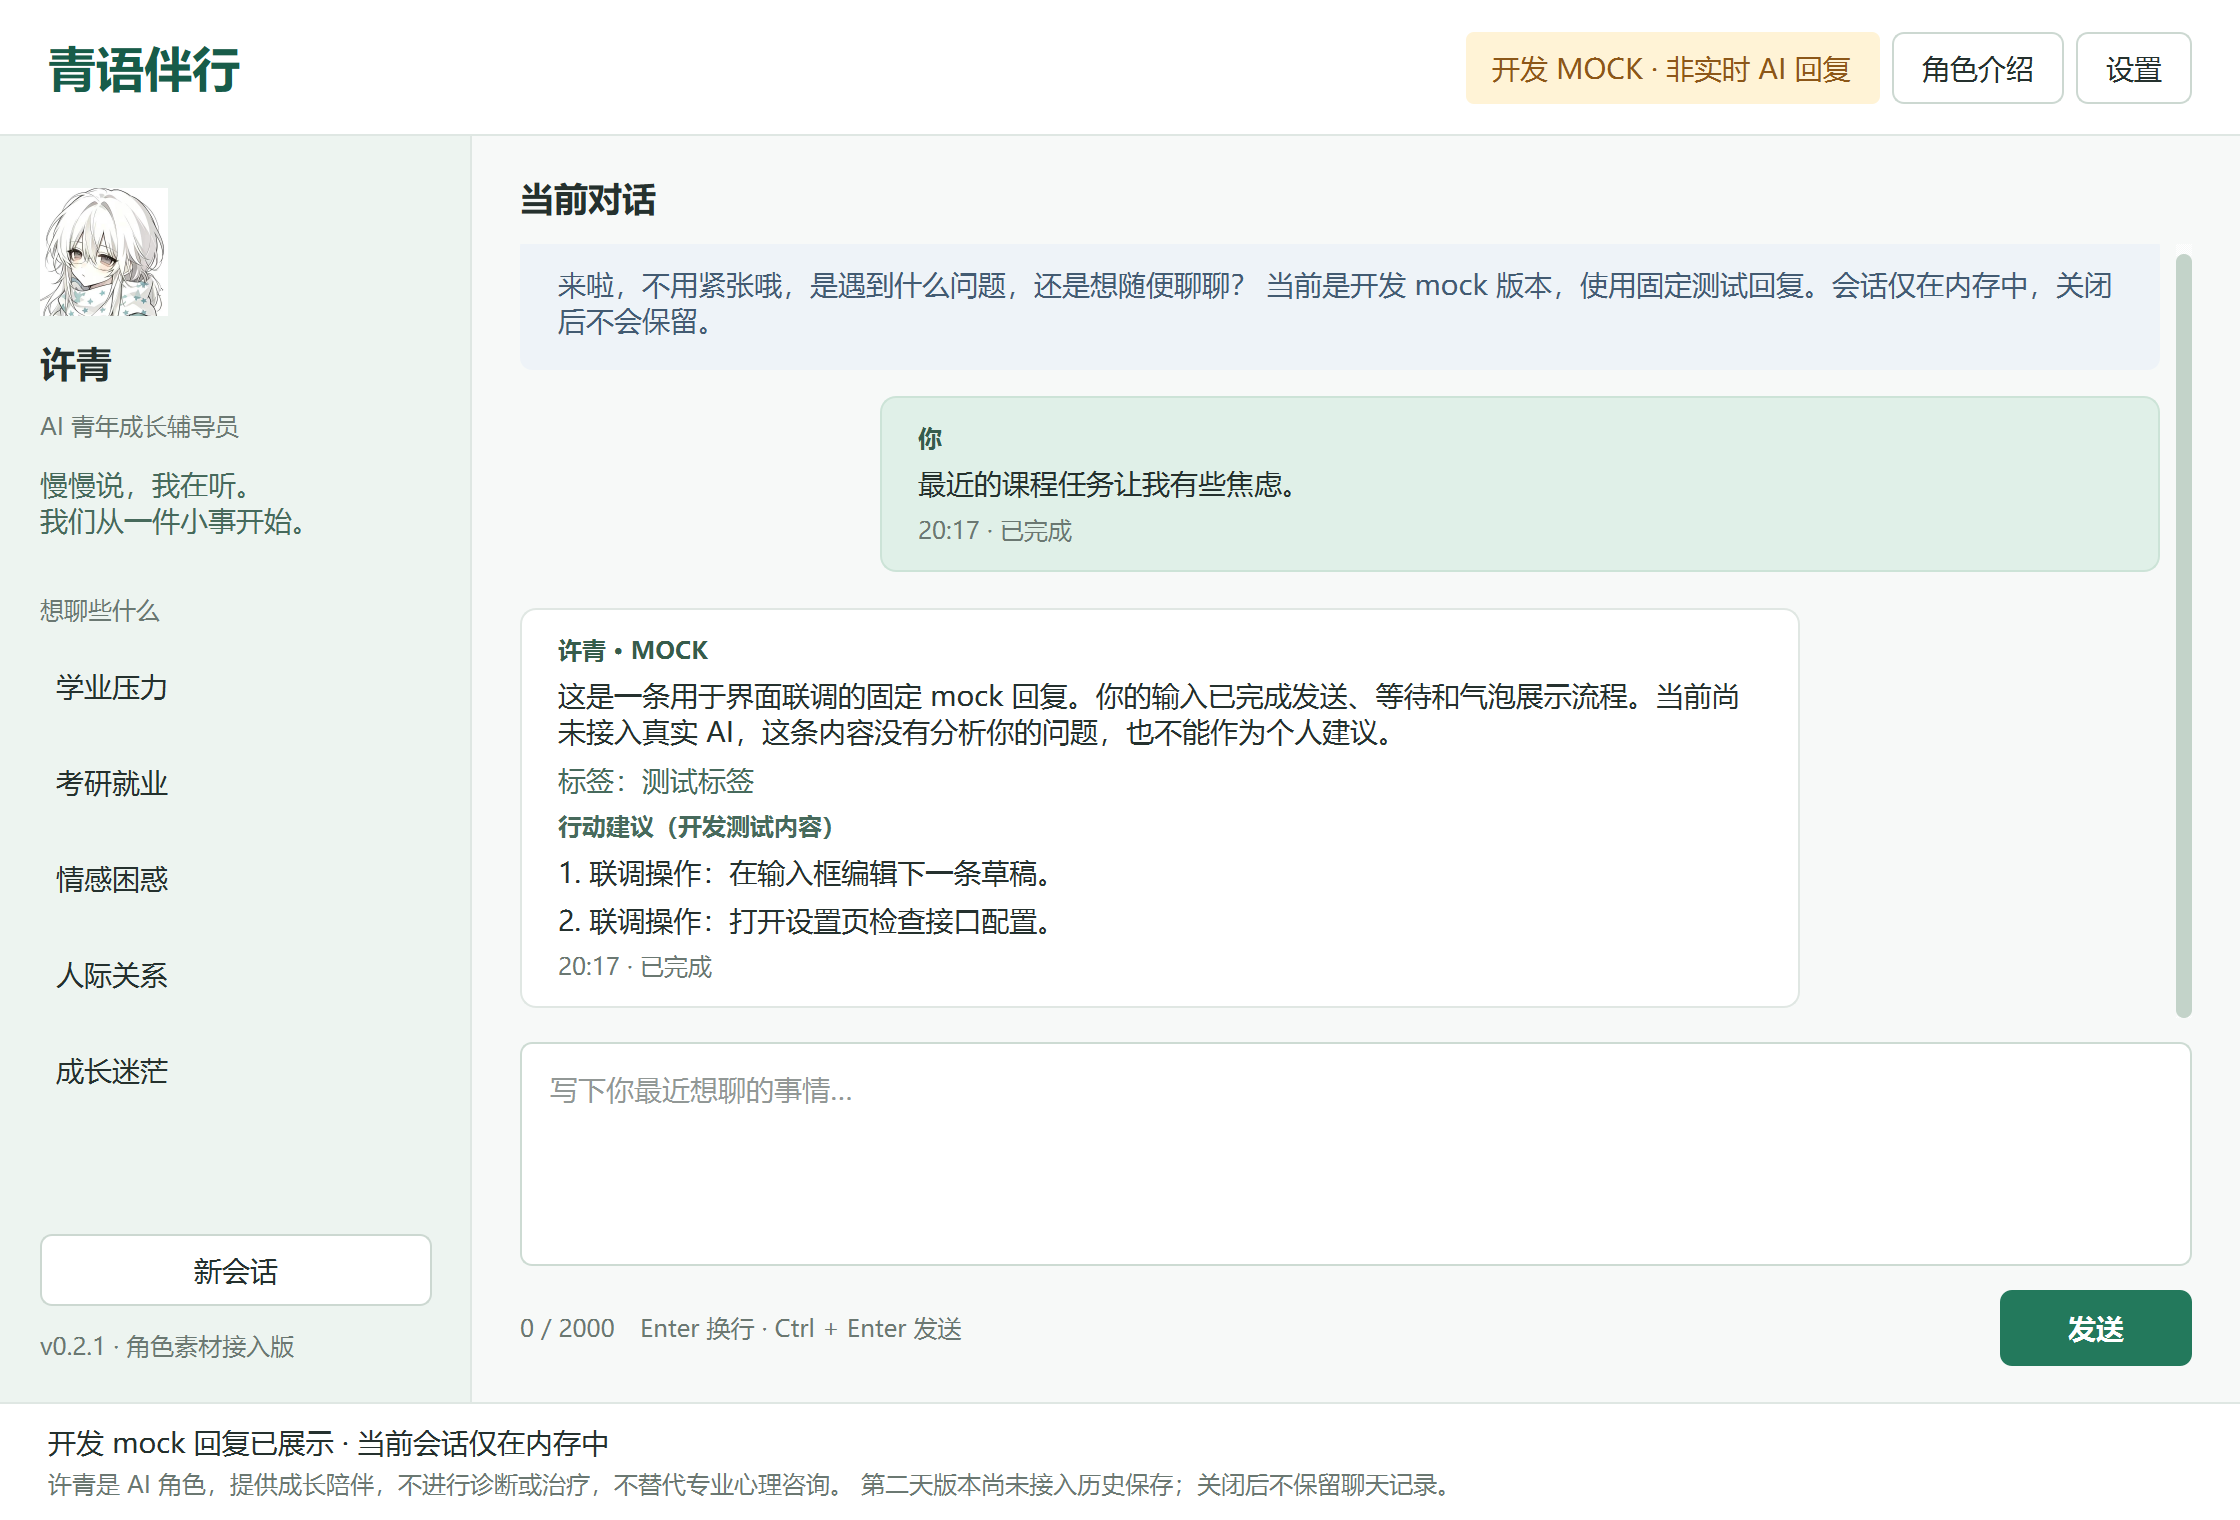 青语伴行
开发 MOCK · 非实时 AI 回复
角色介绍
设置
许青
AI 青年成长辅导员
慢慢说，我在听。
我们从一件小事开始。
想聊些什么
学业压力
考研就业
情感困惑
人际关系
成长迷茫
新会话
v0.2.1 · 角色素材接入版
当前对话
来啦，不用紧张哦，是遇到什么问题，还是想随便聊聊？ 当前是开发 mock 版本，使用固定测试回复。会话仅在内存中，关闭
后不会保留。
你
最近的课程任务让我有些焦虑。
20:17 · 已完成
许青 • MOCK
这是一条用于界面联调的固定 mock 回复。你的输入已完成发送、等待和气泡展示流程。当前尚
未接入真实 AI，这条内容没有分析你的问题，也不能作为个人建议。
标签：测试标签
行动建议（开发测试内容）
1. 联调操作：在输入框编辑下一条草稿。
2. 联调操作：打开设置页检查接口配置。
20:17 · 已完成
写下你最近想聊的事情...
0 / 2000 Enter 换行 · Ctrl + Enter 发送
发送
开发 mock 回复已展示 · 当前会话仅在内存中
许青是 AI 角色，提供成长陪伴，不进行诊断或治疗，不替代专业心理咨询。 第二天版本尚未接入历史保存；关闭后不保留聊天记录。